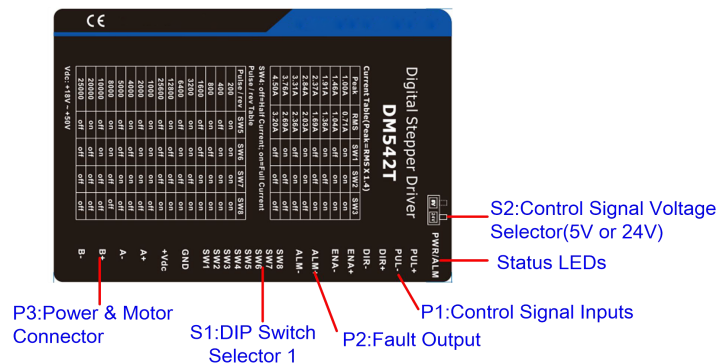 CE
Digital Stepper Driver
DM542T
Current Table(Peak=RMS X 1.4)
Peak RMS SW1 SW2 SW3
1.00A 0.71A on on on
1.46A 1.04A off on on
1.91A 1.36A on off on
2.37A 1.69A off off on
2.84A 2.03A on on off
3.31A 2.36A off on off
3.76A 2.69A on off off
4.50A 3.20A off off off
SW4: off=Half Current; on=Full Current
Pulse/rev Table
Pulse/rev SW5 SW6 SW7 SW8
200 on on on on
400 off on on on
800 on off on on
1600 off off on on
3200 on on off on
6400 off on off on
12800 on off off on
25600 off off off on
1000 on on on off
2000 off on on off
4000 on off on off
5000 off off on off
8000 on on off off
10000 off on off off
20000 on off off off
25000 off off off off
Vdc: +18V ~ +50V
PWR/ALM
PUL+
PUL-
DIR+
DIR-
ENA+
ENA-
ALM+
ALM-
SW8
SW7
SW6
SW5
SW4
SW3
SW2
SW1
GND
+Vdc
A+
A-
B+
B-
S2:Control Signal Voltage
Selector(5V or 24V)
Status LEDs
P1:Control Signal Inputs
P2:Fault Output
S1:DIP Switch
Selector 1
P3:Power & Motor
Connector